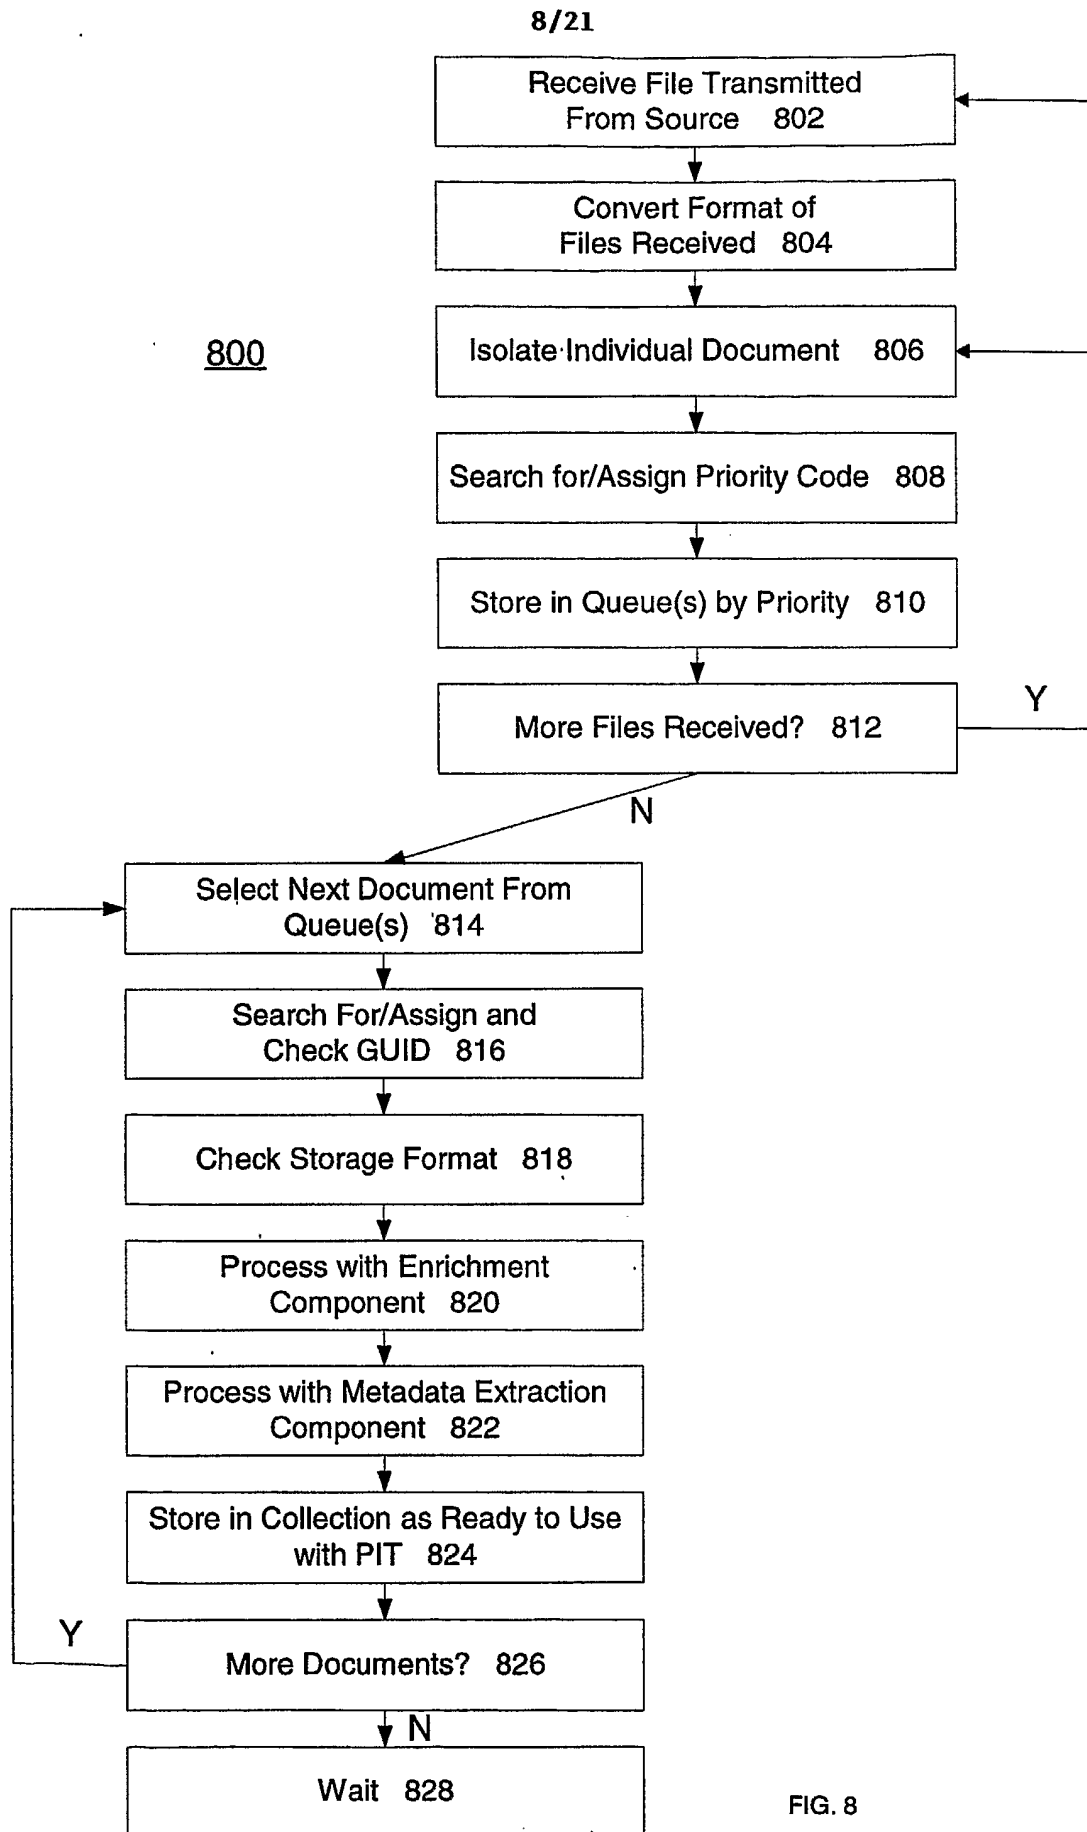 8/21
Receive File Transmitted
From Source 802
Convert Format of
Files Received 804
800
Isolate Individual Document 806
Search for/Assign Priority Code 808
Store in Queue(s) by Priority 810
More Files Received? 812
Y
N
Select Next Document From
Queue(s) 814
Search For/Assign and
Check GUID 816
Check Storage Format 818
Process with Enrichment
Component 820
Process with Metadata Extraction
Component 822
Store in Collection as Ready to Use
with PIT 824
Y
More Documents? 826
N
Wait 828
FIG. 8